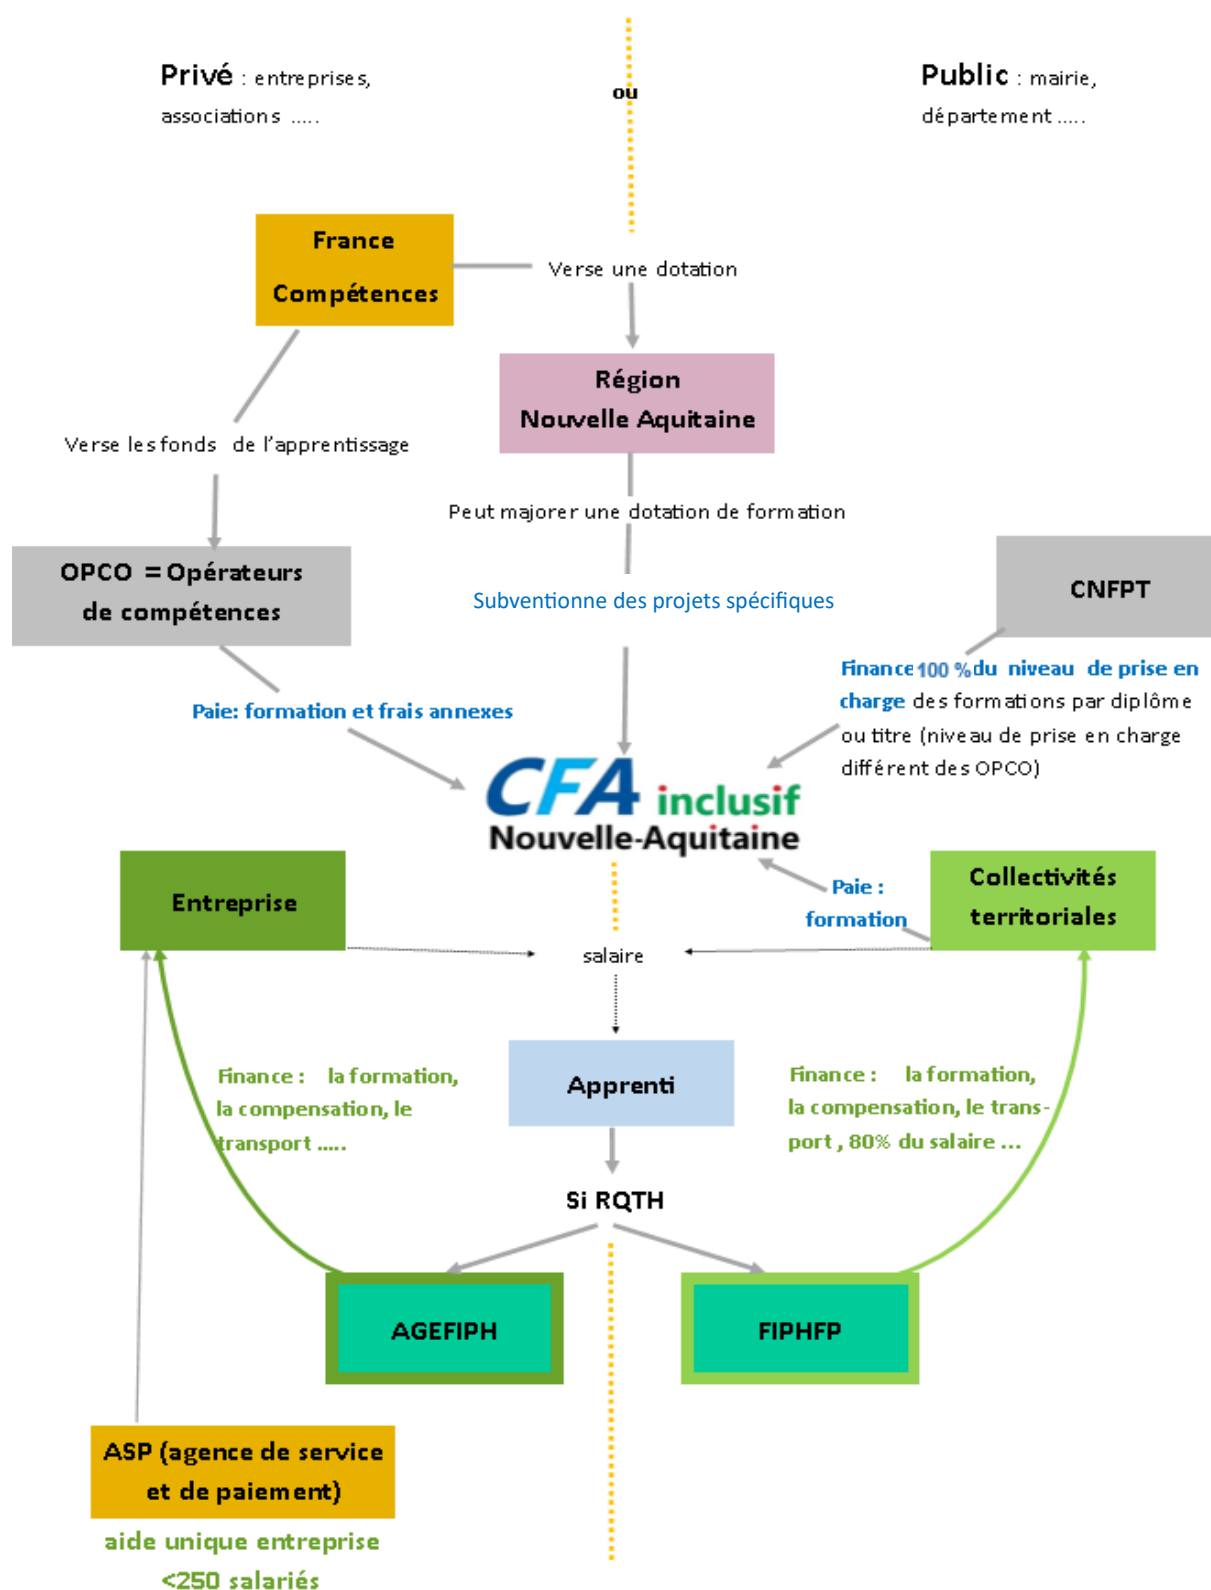 Privé : entreprises,
associations .....
ou
Public : mairie,
département .....
France
Compétences
Verse une dotation
Région
Nouvelle Aquitaine
Verse les fonds de l'apprentissage
Peut majorer une dotation de formation
OPCO = Opérateurs
de compétences
Subventionne des projets spécifiques
CNFPT
Finance 100 % du niveau de prise en
charge des formations par diplôme
ou titre (niveau de prise en charge
différent des OPCO)
Paie: formation et frais annexes
CFA inclusif
Nouvelle-Aquitaine
Entreprise
Paie :
formation
Collectivités
territoriales
salaire
Finance : la formation,
la compensation, le
transport .....
Apprenti
Finance : la formation,
la compensation, le trans-
port , 80% du salaire ...
Si RQTH
AGEFIPH
FIPHFP
ASP (agence de service
et de paiement)
aide unique entreprise
<250 salariés